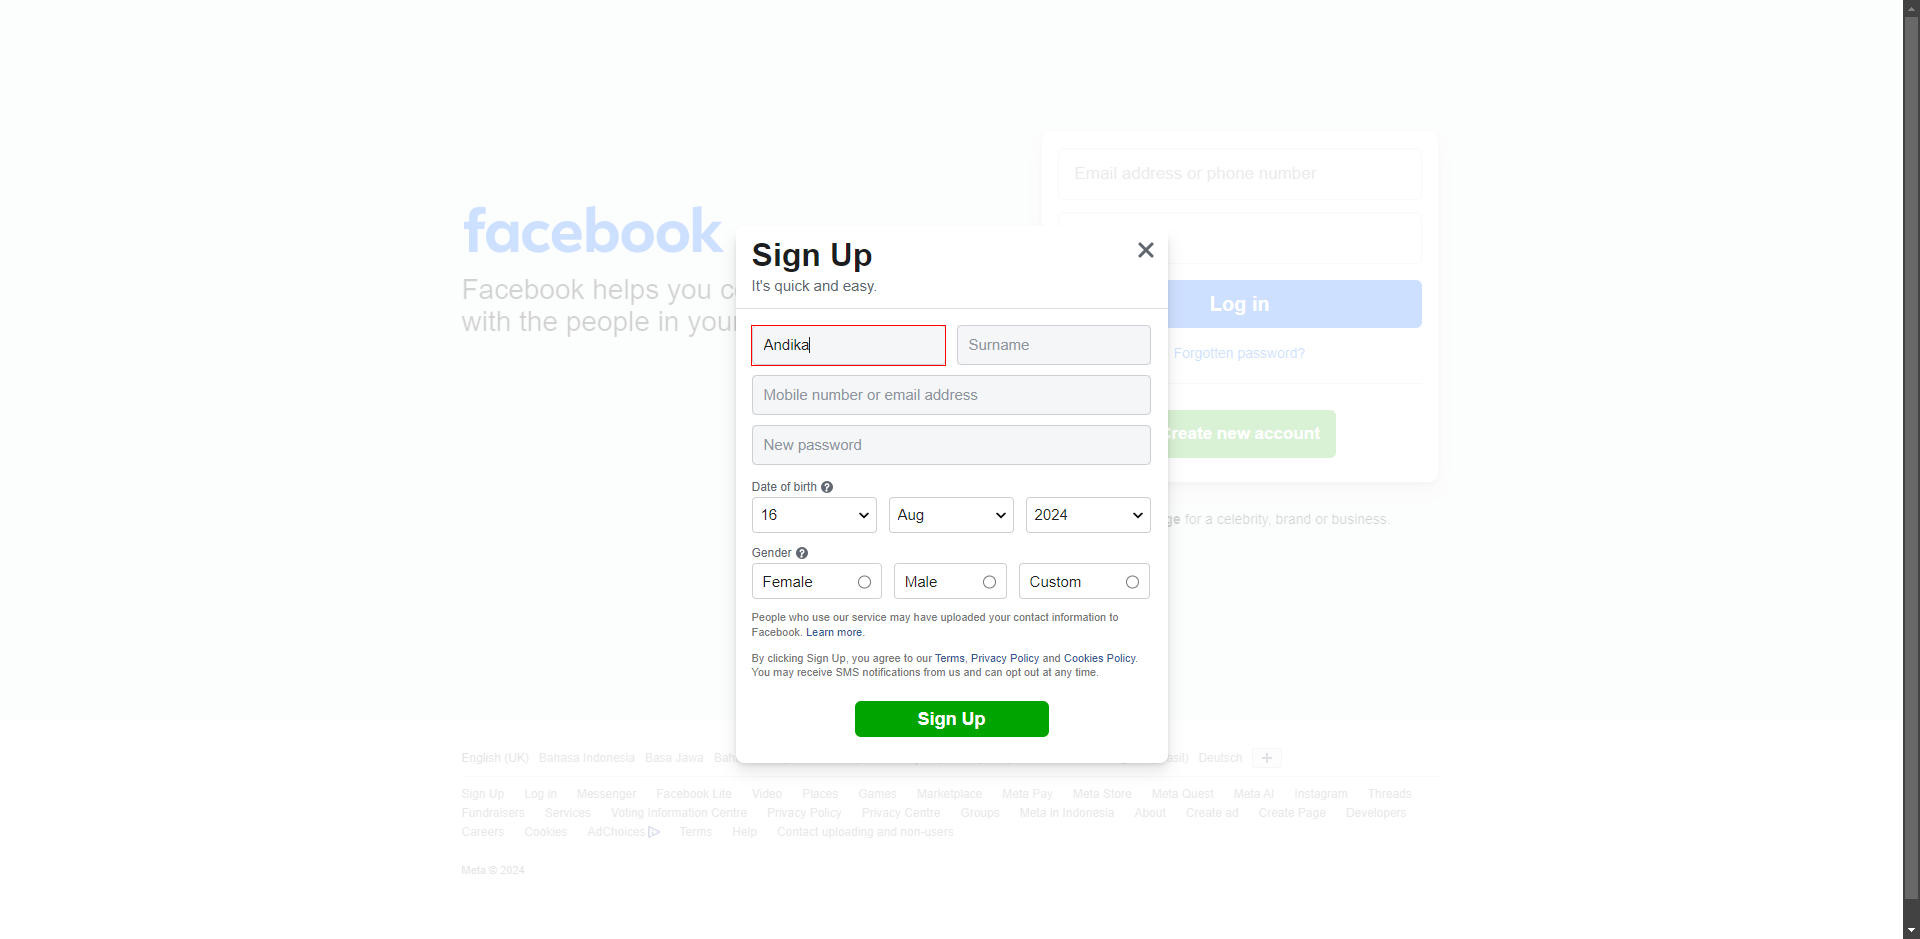 facebook
Facebook helps you c
with the people in your
Email address or phone number
Log in
Forgotten password?
Create new account
ge for a celebrity, brand or business.
Sign Up
It's quick and easy.
Andika
Surname
Mobile number or email address
New password
Date of birth ?
16
Aug
2024
Gender ?
Female
Male
Custom
People who use our service may have uploaded your contact information to
Facebook. Learn more.
By clicking Sign Up, you agree to our Terms, Privacy Policy and Cookies Policy.
You may receive SMS notifications from us and can opt out at any time.
Sign Up
English (UK) Bahasa Indonesia Basa Jawa Bah asil) Deutsch +
Sign Up Log in Messenger Facebook Lite Video Places Games Marketplace Meta Pay Meta Store Meta Quest Meta AI Instagram Threads
Fundraisers Services Voting Information Centre Privacy Policy Privacy Centre Groups Meta in Indonesia About Create ad Create Page Developers
Careers Cookies AdChoices Terms Help Contact uploading and non-users
Meta © 2024